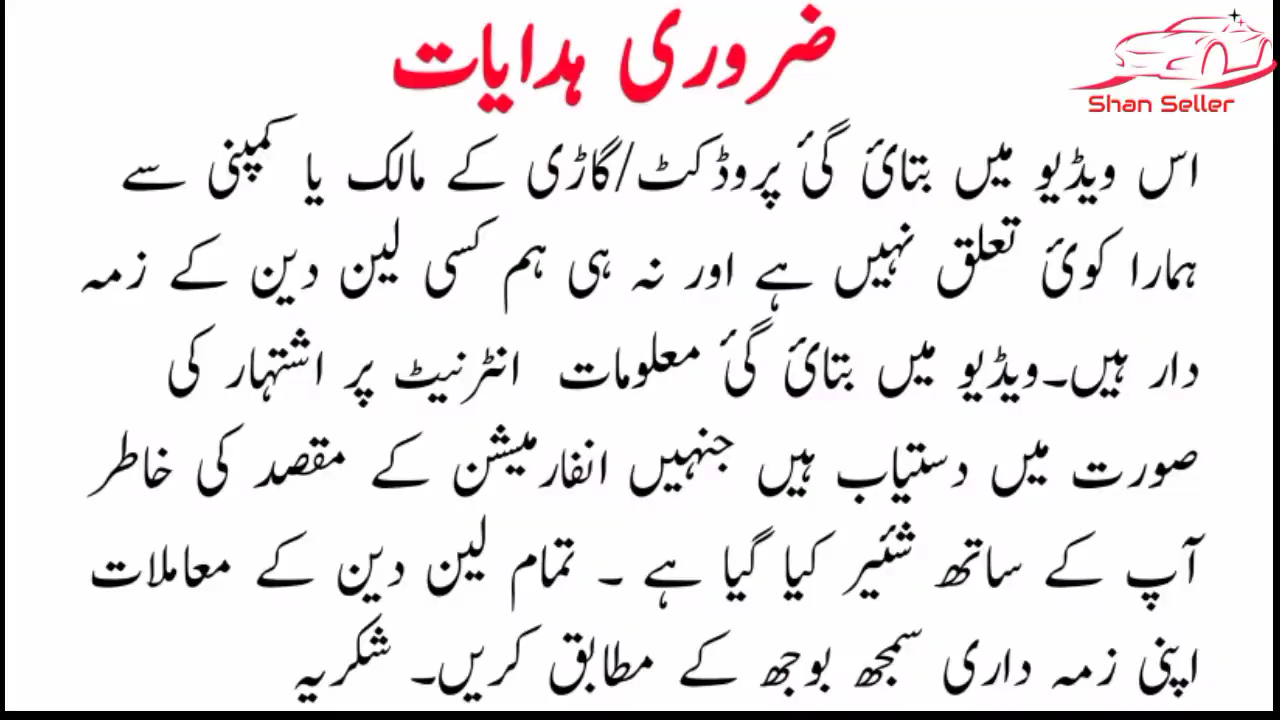 ضروری ہدایات
Shan Seller
اس ویڈیو میں بتائ گئ پروڈکٹ/گاڑی کے مالک یا کمپنی سے
ہمارا کوئ تعلق نہیں ہے اور نہ ہی ہم کسی لین دین کے زمہ
دار ہیں۔ویڈیو میں بتائ گئ معلومات انٹرنیٹ پر اشتہار کی
صورت میں دستیاب ہیں جنہیں انفارمیشن کے مقصد کی خاطر
آپ کے ساتھ شئیر کیا گیا ہے ۔ تمام لین دین کے معاملات
اپنی زمہ داری سمجھ بوجھ کے مطابق کریں۔ شکریہ